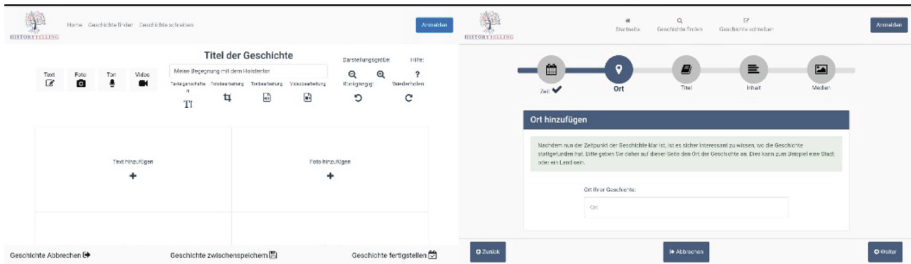 HISTORYTELLING
Home Geschichte finden Geschichte schreiben
Anmelden
Titel der Geschichte
Text Foto Ton Video
Meine Begegnung mit dem Holzfenster
Darstellungsgröße: Hilfe:
Texteigenschaften Fotobearbeitung Tonbearbeitung Videobearbeitung
Rückgängig: Wiederholen
Text hinzufügen
Foto hinzufügen
Geschichte Abbrechen
Geschichte zwischenspeichern
Geschichte fertigstellen
HISTORYTELLING
Startseite Geschichte finden Geschichte schreiben
Anmelden
Zeit Ort Titel Inhalt Medien
Ort hinzufügen
Nachdem nun der Zeitpunkt der Geschichte klar ist, ist es sicher interessant zu wissen, wo die Geschichte
stattgefunden hat. Bitte geben Sie daher auf dieser Seite den Ort der Geschichte an. Dies kann zum Beispiel eine Stadt
oder ein Land sein.
Ort Ihrer Geschichte:
Ort
Zurück
Abbrechen
Weiter